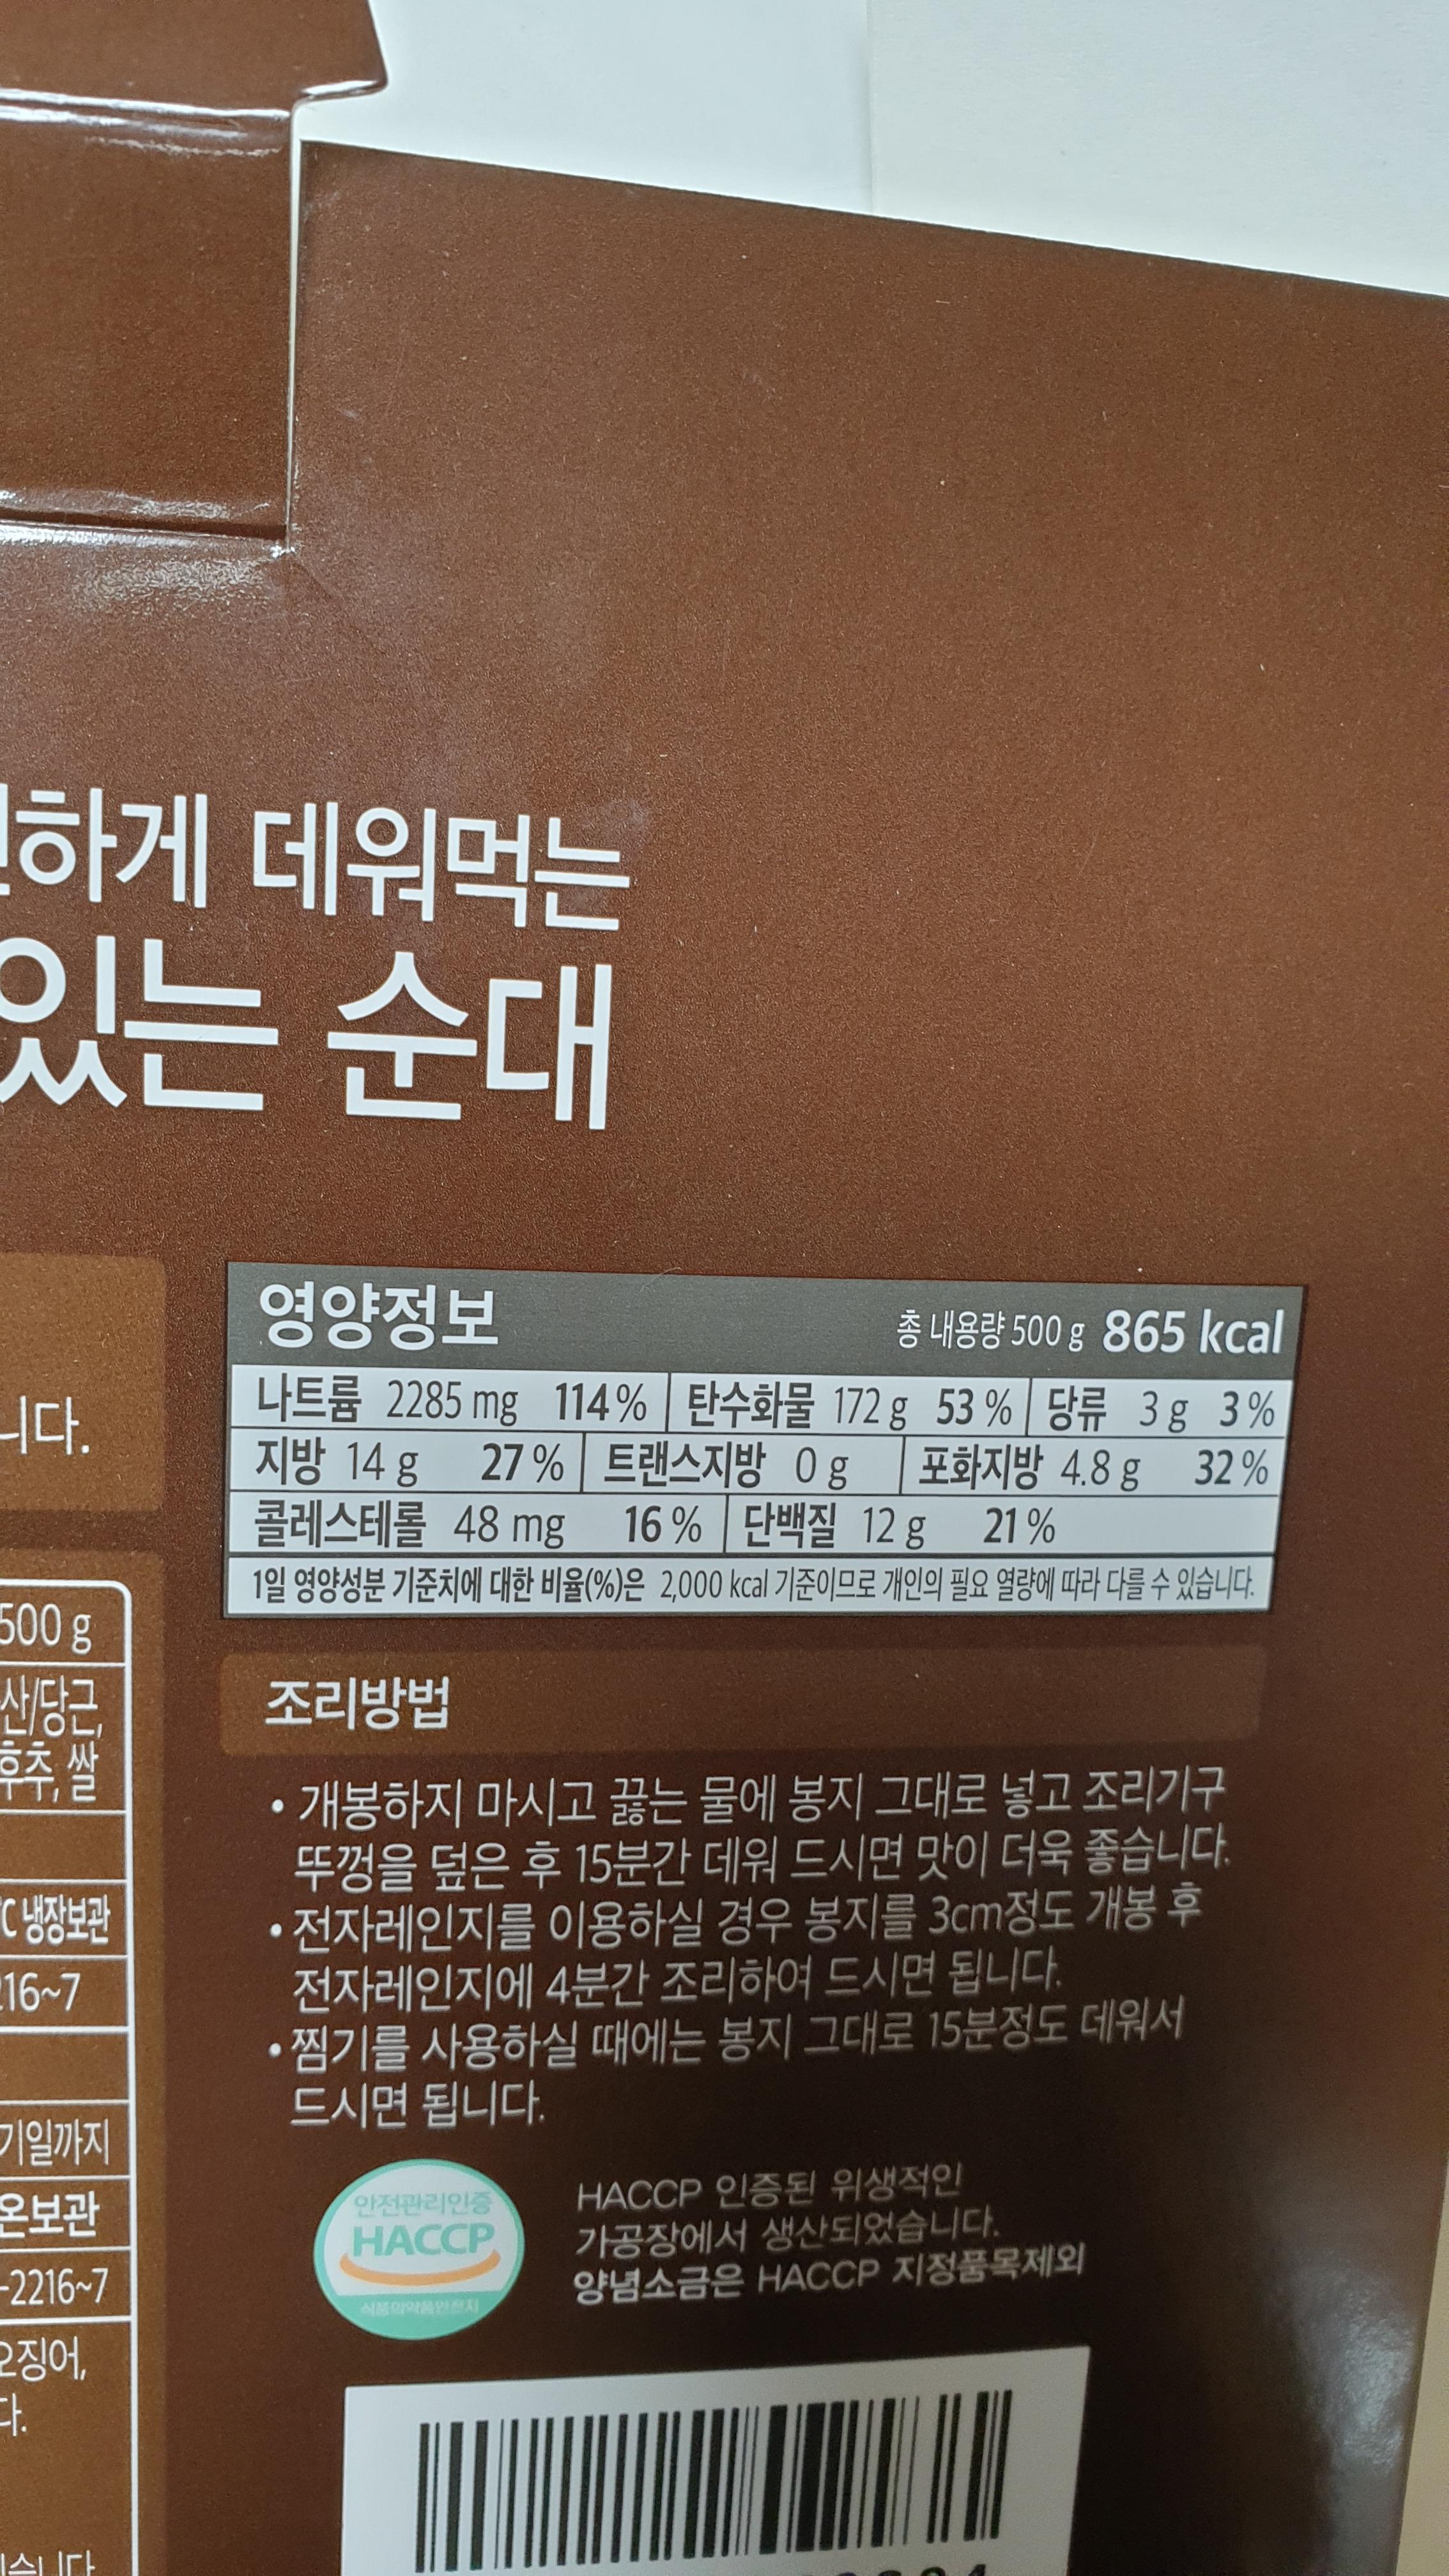 하게 데워먹는
있는 순대
니다.
500 g
산/당근,
후추, 쌀
℃ 냉장보관
216~7
기일까지
온보관
-2216~7
오징어,
다.
습니다
영양정보 총 내용량 500 g 865 kcal
나트륨 2285 mg 114 % 탄수화물 172 g 53 % 당류 3 g 3 %
지방 14 g 27 % 트랜스지방 0 g 포화지방 4.8 g 32 %
콜레스테롤 48 mg 16 % 단백질 12 g 21 %
1일 영양성분 기준치에 대한 비율(%)은 2,000 kcal 기준이므로 개인의 필요 열량에 따라 다를 수 있습니다.
조리방법
• 개봉하지 마시고 끓는 물에 봉지 그대로 넣고 조리기구
뚜껑을 덮은 후 15분간 데워 드시면 맛이 더욱 좋습니다.
• 전자레인지를 이용하실 경우 봉지를 3cm정도 개봉 후
전자레인지에 4분간 조리하여 드시면 됩니다.
• 찜기를 사용하실 때에는 봉지 그대로 15분정도 데워서
드시면 됩니다.
안전관리인증
HACCP
식품의약품안전처
HACCP 인증된 위생적인
가공장에서 생산되었습니다.
양념소금은 HACCP 지정품목제외